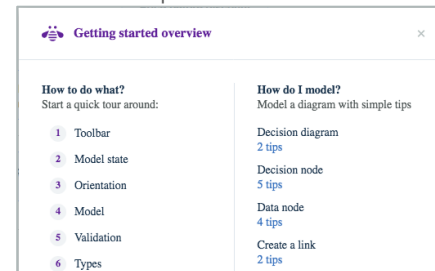 Getting started overview
How to do what?
Start a quick tour around:
1 Toolbar
2 Model state
3 Orientation
4 Model
5 Validation
6 Types
How do I model?
Model a diagram with simple tips
Decision diagram
2 tips
Decision node
5 tips
Data node
4 tips
Create a link
2 tips